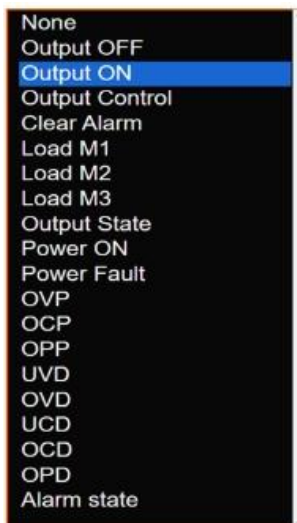 None
Output OFF
Output ON
Output Control
Clear Alarm
Load M1
Load M2
Load M3
Output State
Power ON
Power Fault
OVP
OCP
OPP
UVD
OVD
UCD
OCD
OPD
Alarm state